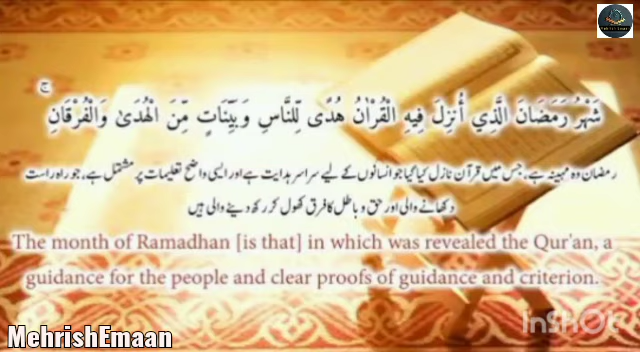 شَهْرُ رَمَضَانَ الَّذِي أُنزِلَ فِيهِ الْقُرْآنُ هُدًى لِّلنَّاسِ وَبَيِّنَاتٍ مِّنَ الْهُدَىٰ وَالْفُرْقَانِ ۚ
رمضان وہ مہینہ ہے، جس میں قرآن نازل کیا گیا جو انسانوں کے لیے سراسر ہدایت ہے اور ایسی واضح تعلیمات پر مشتمل ہے، جو راہ راست
دکھانے والی اور حق و باطل کا فرق کھول کر رکھ دینے والی ہیں
The month of Ramadhan [is that] in which was revealed the Qur'an, a
guidance for the people and clear proofs of guidance and criterion.
InShOt
MehrishEmaan